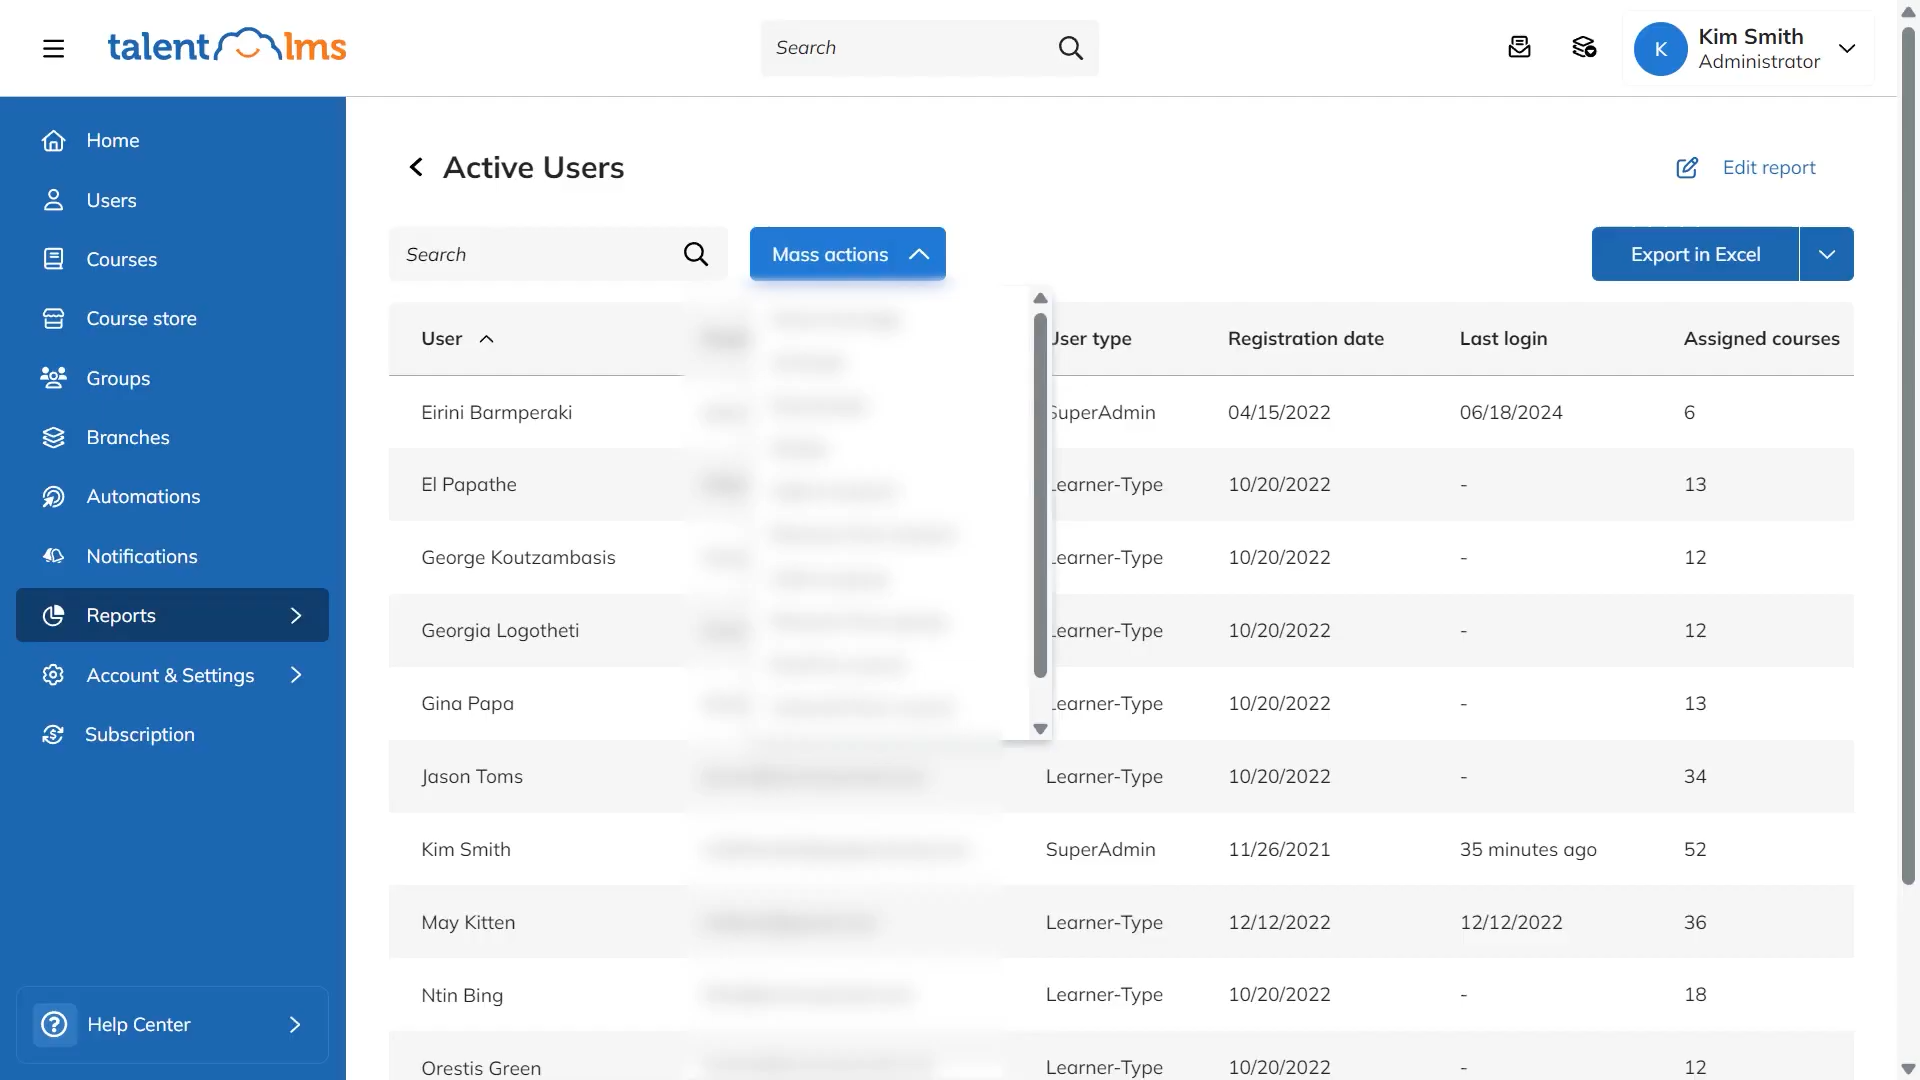 talentlms
Search
K
Kim Smith
Administrator
Home
Users
Courses
Course store
Groups
Branches
Automations
Notifications
Reports
Account & Settings
Subscription
Help Center
Active Users
Edit report
Search
Mass actions
Export in Excel
User
User type Registration date Last login Assigned courses
Eirini Barmperaki SuperAdmin 04/15/2022 06/18/2024 6
El Papathe Learner-Type 10/20/2022 - 13
George Koutzambasis Learner-Type 10/20/2022 - 12
Georgia Logotheti Learner-Type 10/20/2022 - 12
Gina Papa Learner-Type 10/20/2022 - 13
Jason Toms Learner-Type 10/20/2022 - 34
Kim Smith SuperAdmin 11/26/2021 35 minutes ago 52
May Kitten Learner-Type 12/12/2022 12/12/2022 36
Ntin Bing Learner-Type 10/20/2022 - 18
Orestis Green Learner-Type 10/20/2022 - 12